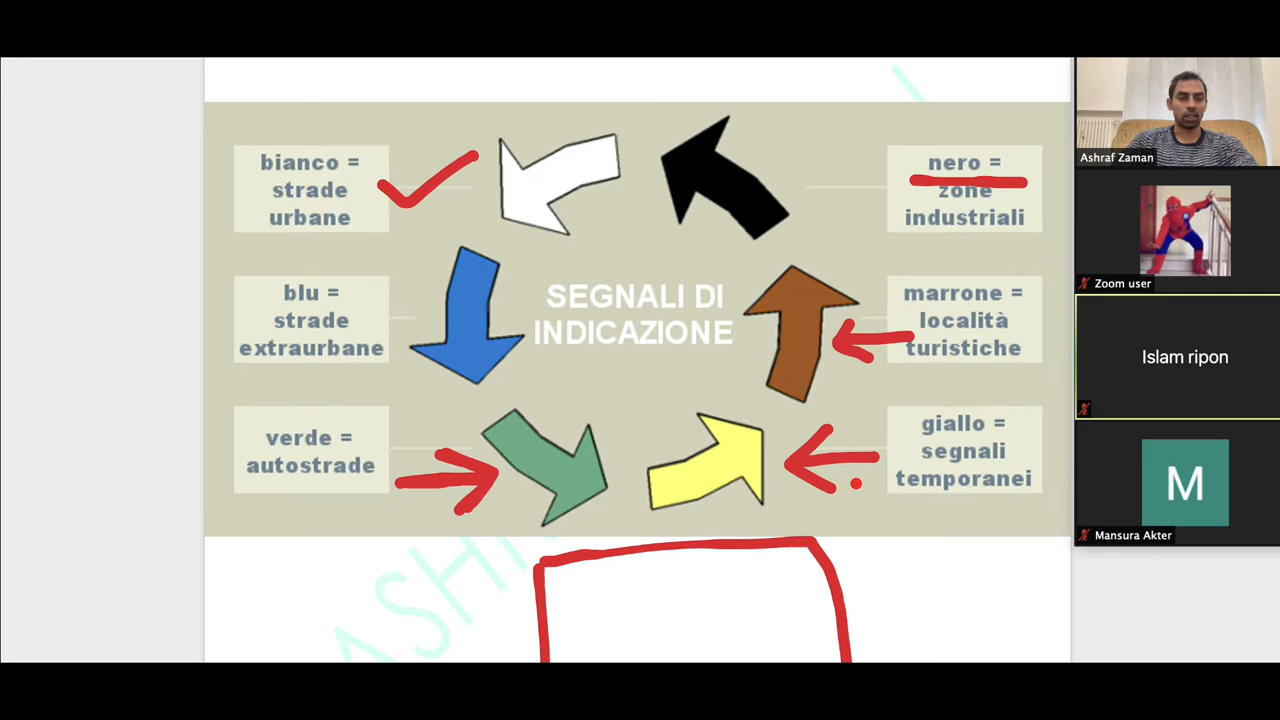 bianco =
strade
urbane
blu =
strade
extraurbane
verde =
autostrade
SEGNALI DI
INDICAZIONE
nero =
zone
industriali
marrone =
località
turistiche
giallo =
segnali
temporanei
Ashraf Zaman
Zoom user
Islam ripon
M
Mansura Akter